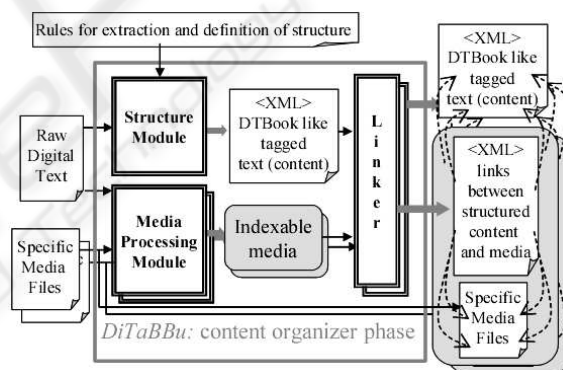 Rules for extraction and definition of structure
Raw
Digital
Text
Specific
Media
Files
Structure
Module
Media
Processing
Module
<XML>
DTBook like
tagged
text (content)
Indexable
media
L
i
n
k
e
r
DiTaBBu: content organizer phase
<XML>
DTBook like
tagged
text (content)
<XML>
links
between
structured
content
and media
Specific
Media
Files